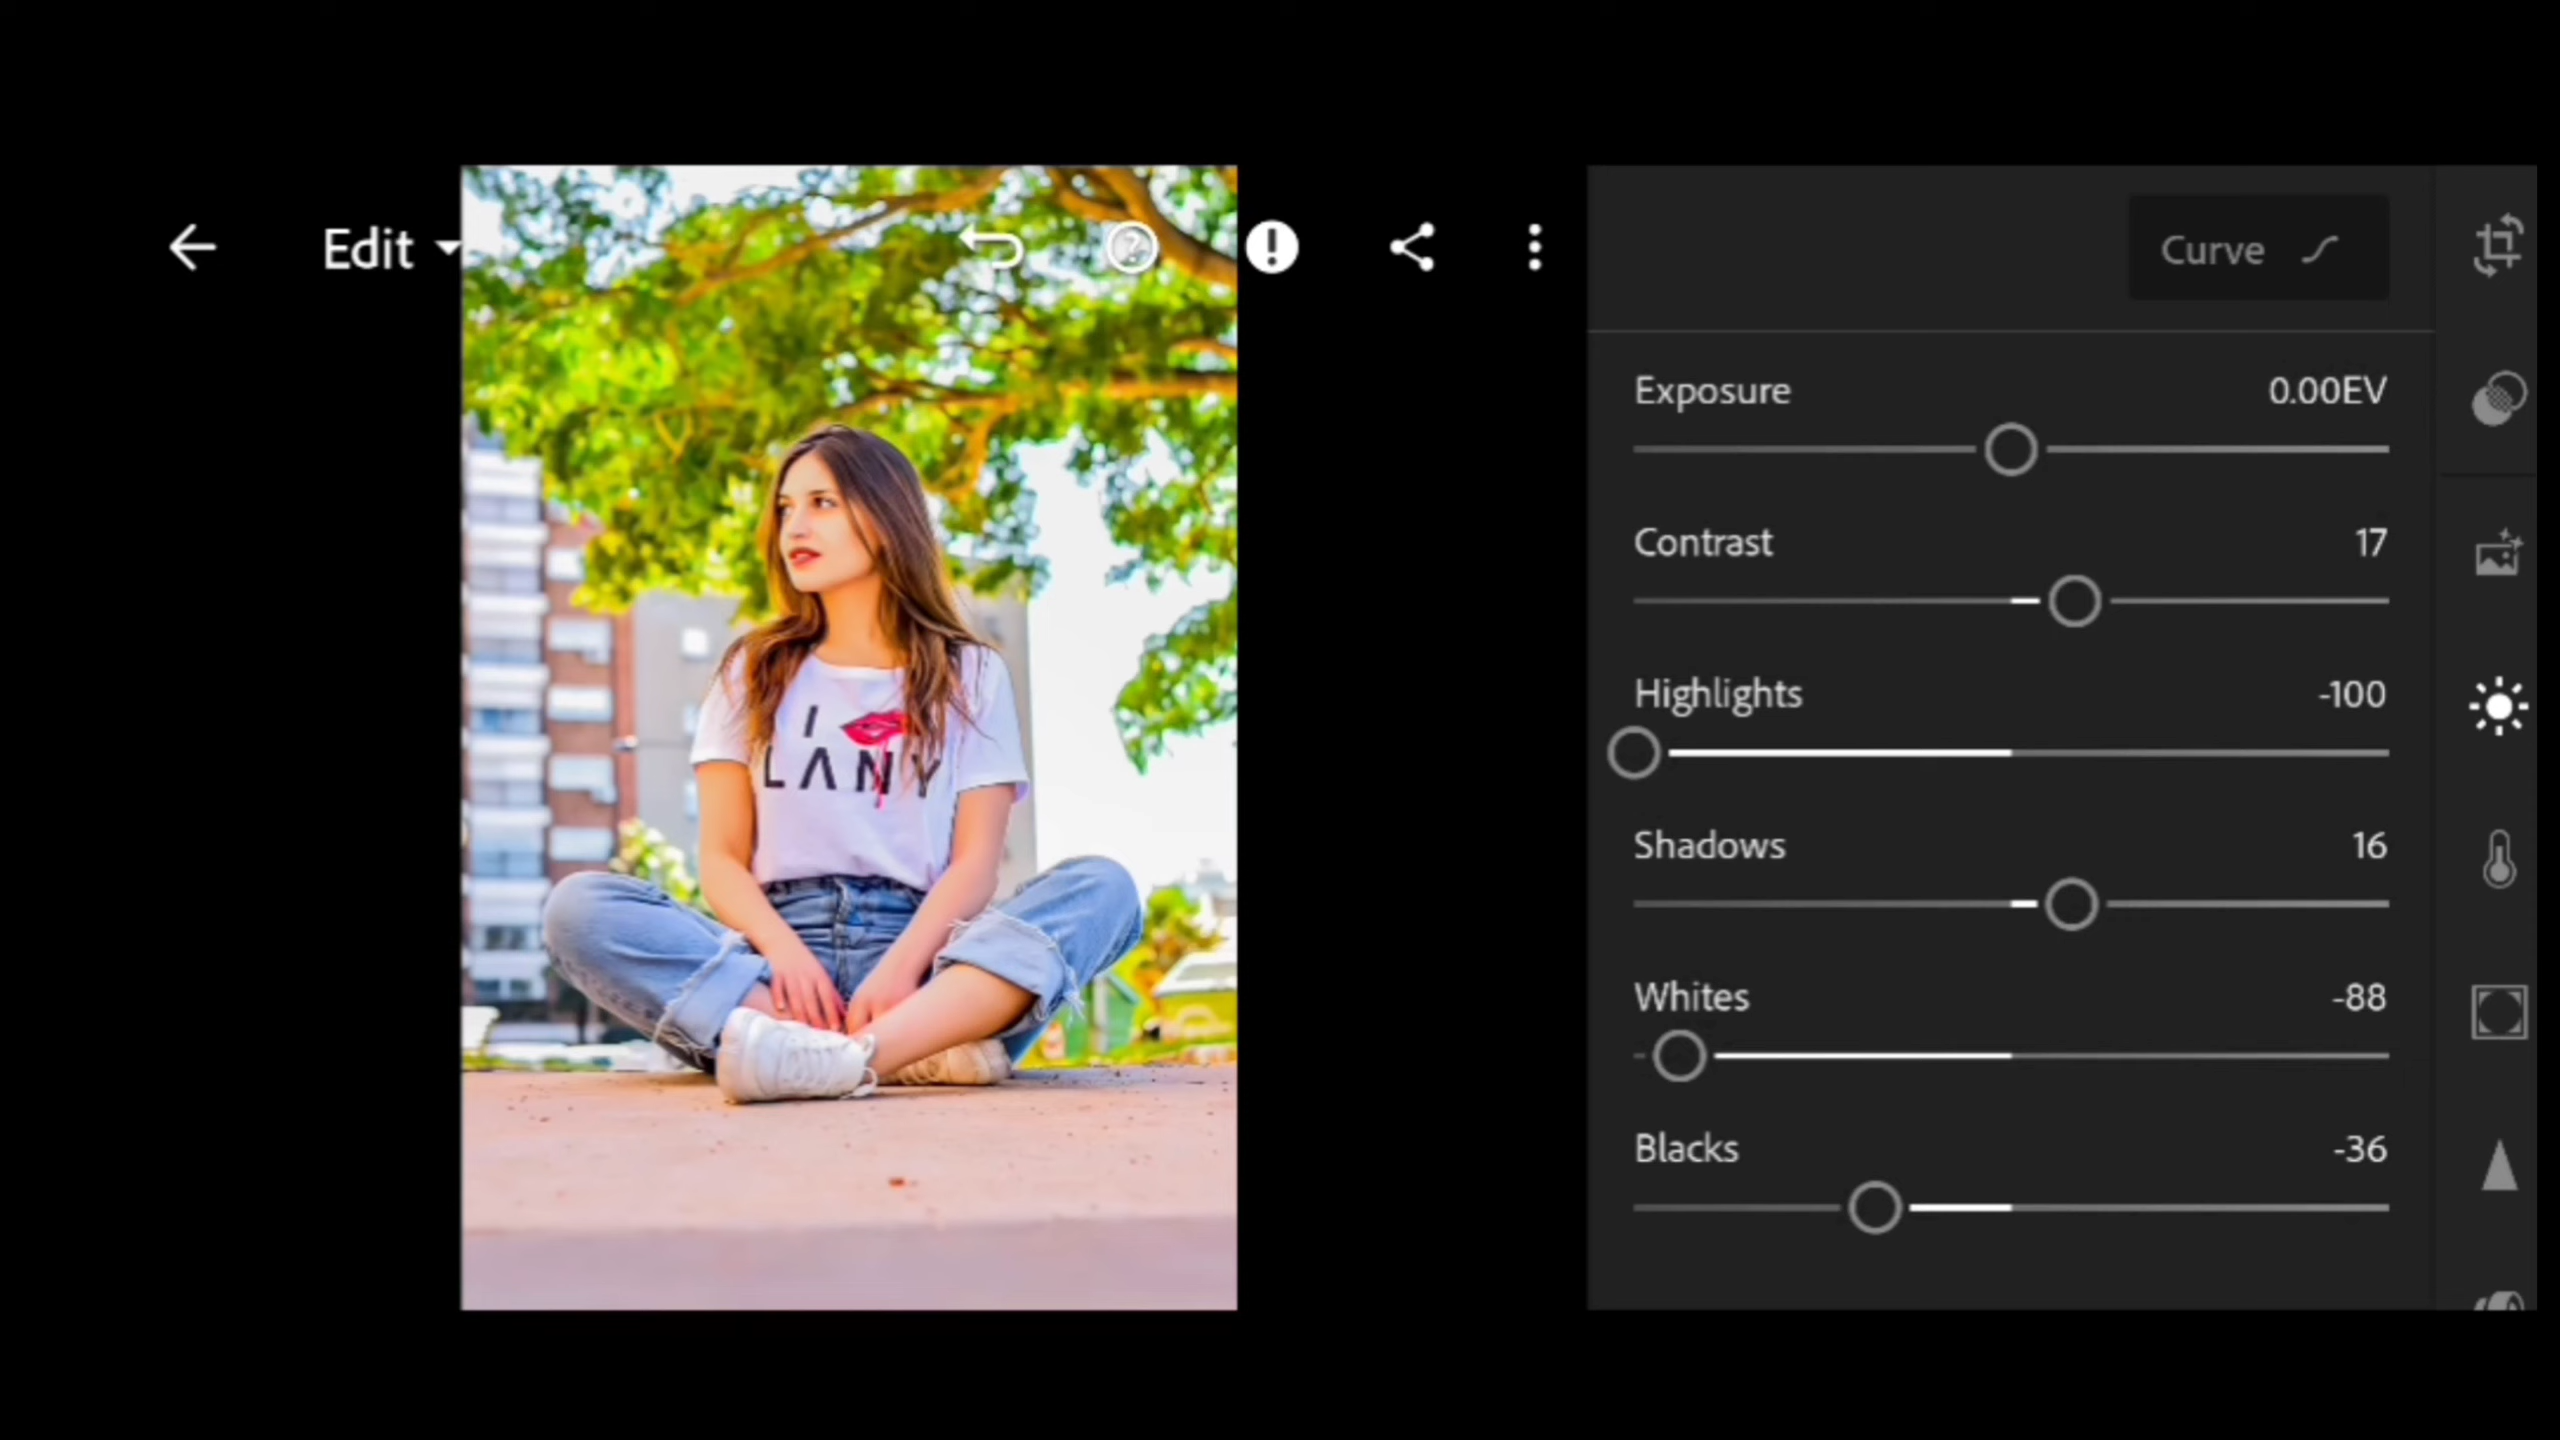 Edit
Curve
Exposure 0.00EV
Contrast 17
Highlights -100
Shadows 16
Whites -88
Blacks -36
I
LANY